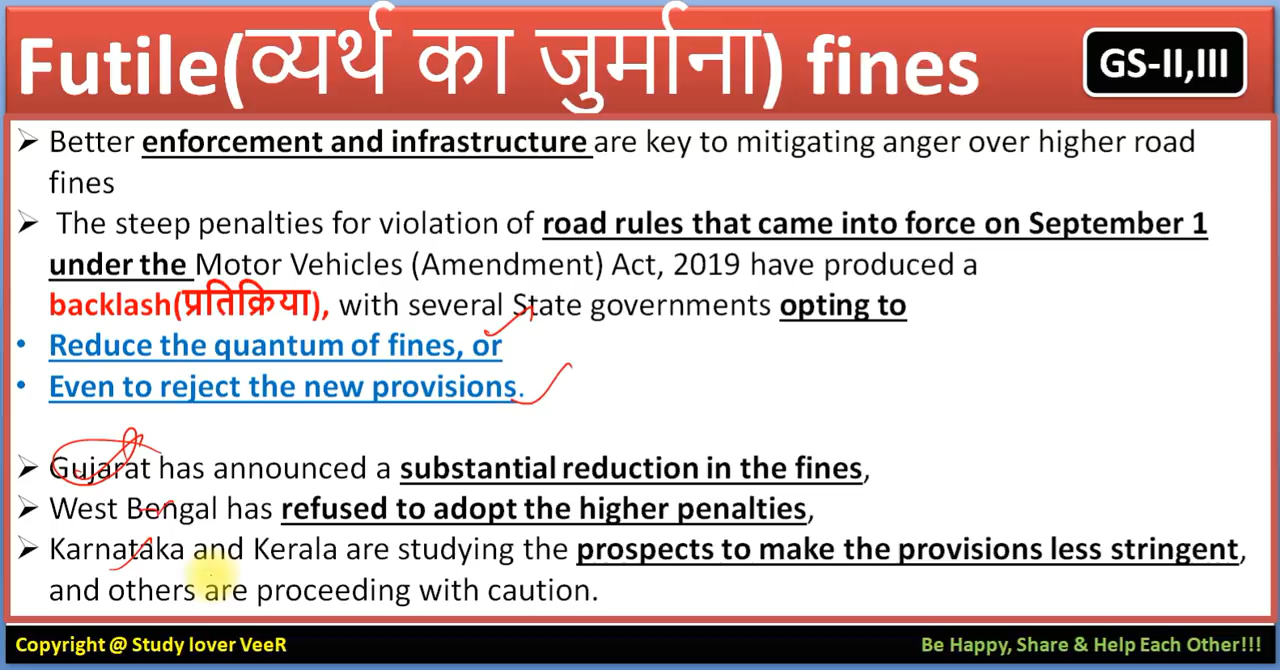 Futile(व्यर्थ का जुर्माना) fines
GS-II,III
➢ Better enforcement and infrastructure are key to mitigating anger over higher road
fines
➢ The steep penalties for violation of road rules that came into force on September 1
under the Motor Vehicles (Amendment) Act, 2019 have produced a
backlash(प्रतिक्रिया), with several State governments opting to
• Reduce the quantum of fines, or
• Even to reject the new provisions.
➢ Gujarat has announced a substantial reduction in the fines,
➢ West Bengal has refused to adopt the higher penalties,
➢ Karnataka and Kerala are studying the prospects to make the provisions less stringent,
and others are proceeding with caution.
Copyright @ Study lover VeeR
Be Happy, Share & Help Each Other!!!